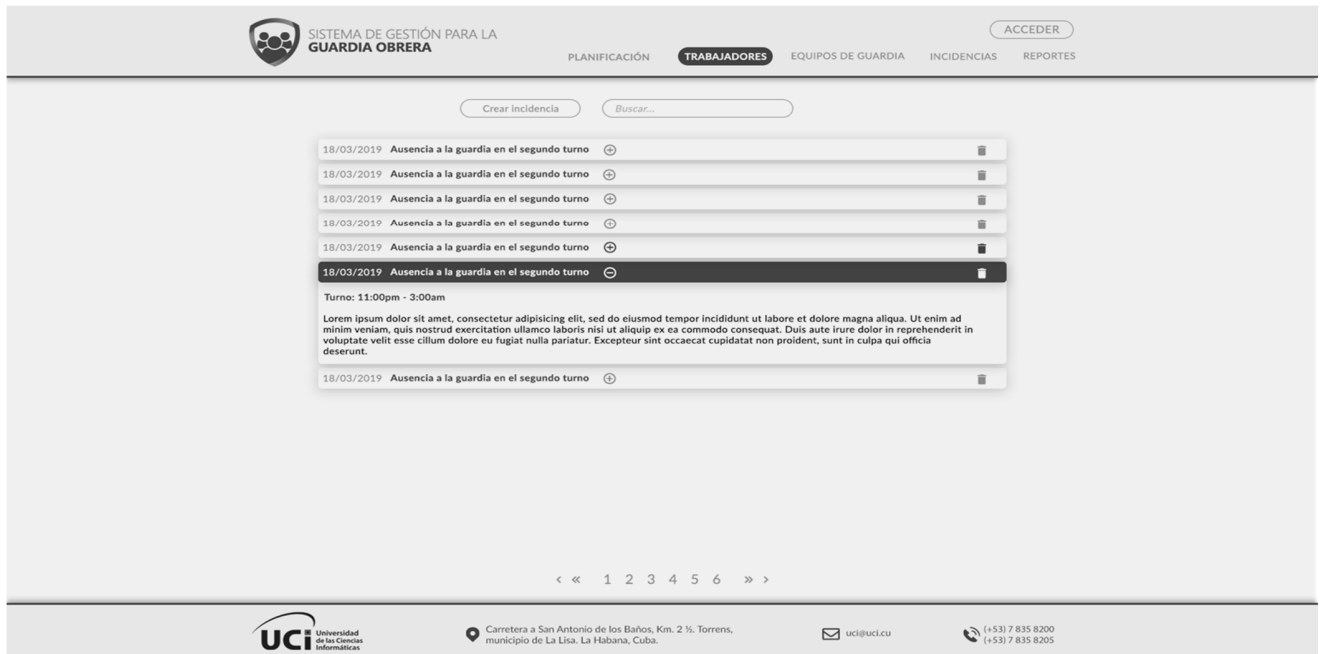 SISTEMA DE GESTIÓN PARA LA
GUARDIA OBRERA
ACCEDER
PLANIFICACIÓN TRABAJADORES EQUIPOS DE GUARDIA INCIDENCIAS REPORTES
Crear incidencia Buscar...
18/03/2019 Ausencia a la guardia en el segundo turno
18/03/2019 Ausencia a la guardia en el segundo turno
18/03/2019 Ausencia a la guardia en el segundo turno
18/03/2019 Ausencia a la guardia en el segundo turno
18/03/2019 Ausencia a la guardia en el segundo turno
18/03/2019 Ausencia a la guardia en el segundo turno
Turno: 11:00pm - 3:00am
Lorem ipsum dolor sit amet, consectetur adipisicing elit, sed do eiusmod tempor incididunt ut labore et dolore magna aliqua. Ut enim ad
minim veniam, quis nostrud exercitation ullamco laboris nisi ut aliquip ex ea commodo consequat. Duis aute irure dolor in reprehenderit in
voluptate velit esse cillum dolore eu fugiat nulla pariatur. Excepteur sint occaecat cupidatat non proident, sunt in culpa qui officia
deserunt.
18/03/2019 Ausencia a la guardia en el segundo turno
< « 1 2 3 4 5 6 » >
UCi Universidad
de las Ciencias
Informáticas
Carretera a San Antonio de los Baños, Km. 2 ½. Torrens,
municipio de La Lisa. La Habana, Cuba.
uci@uci.cu
(+53) 7 835 8200
(+53) 7 835 8205